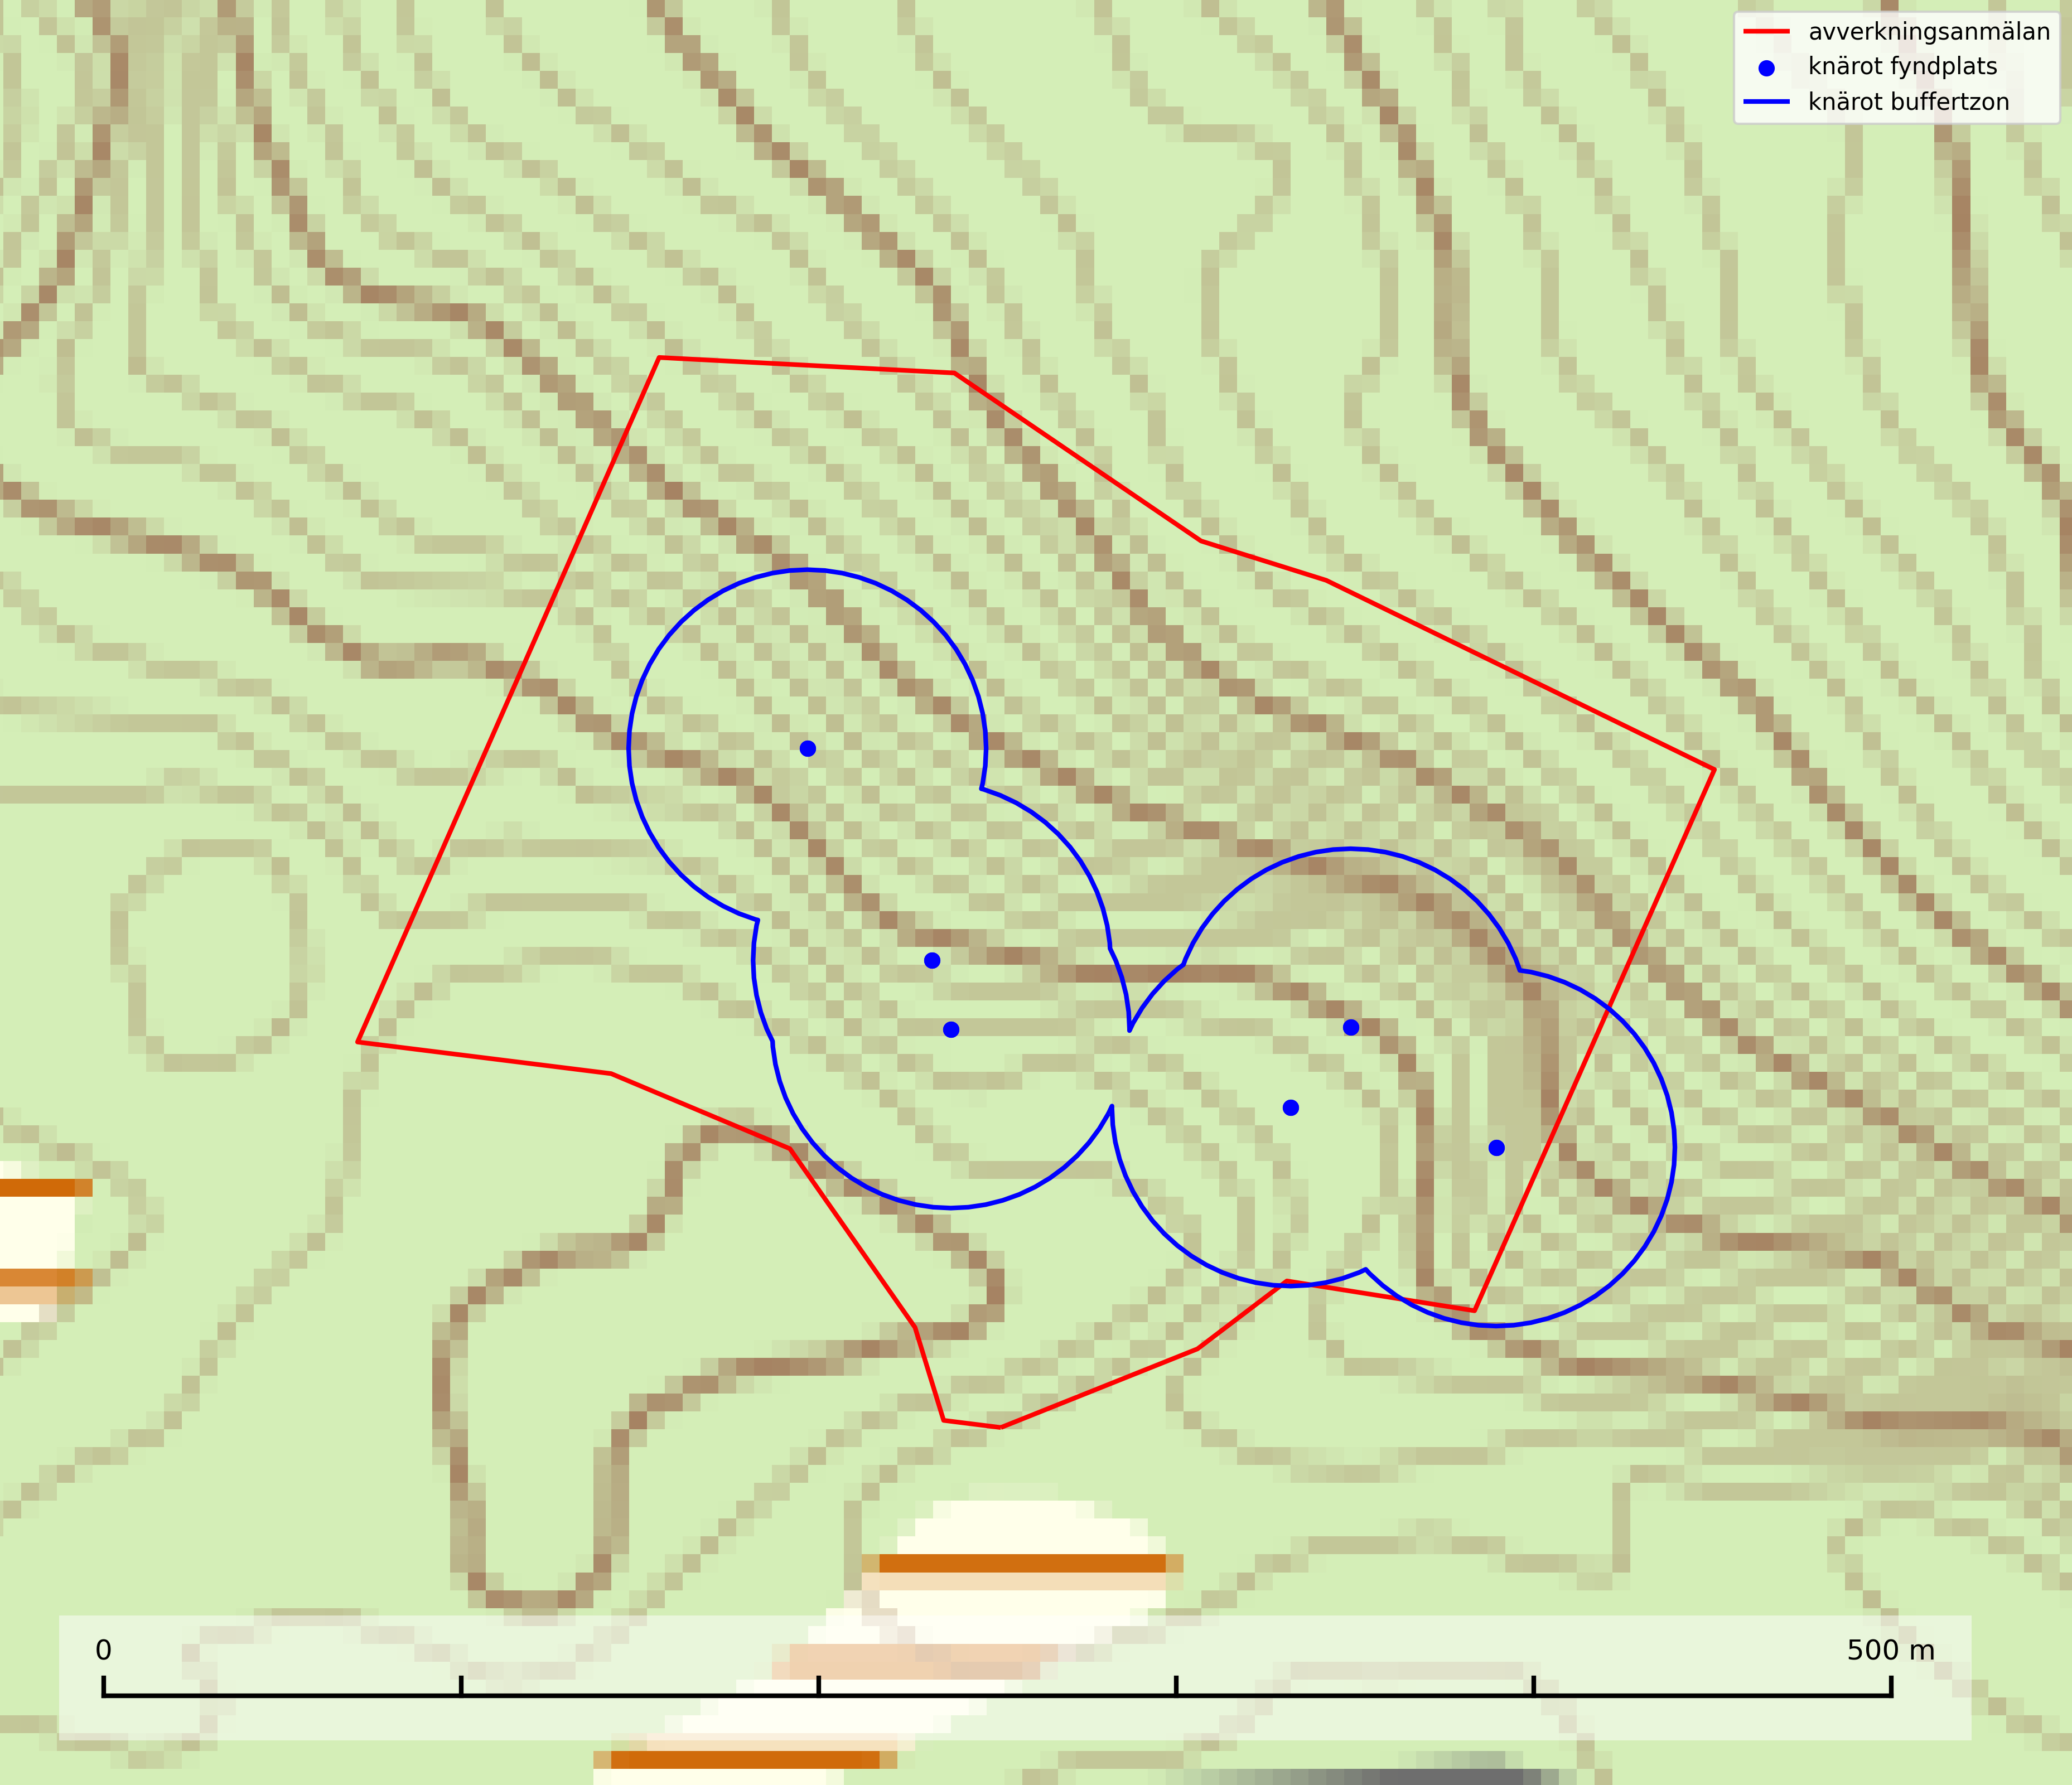 avverkningsanmälan
knärot fyndplats
knärot buffertzon
0
500 m